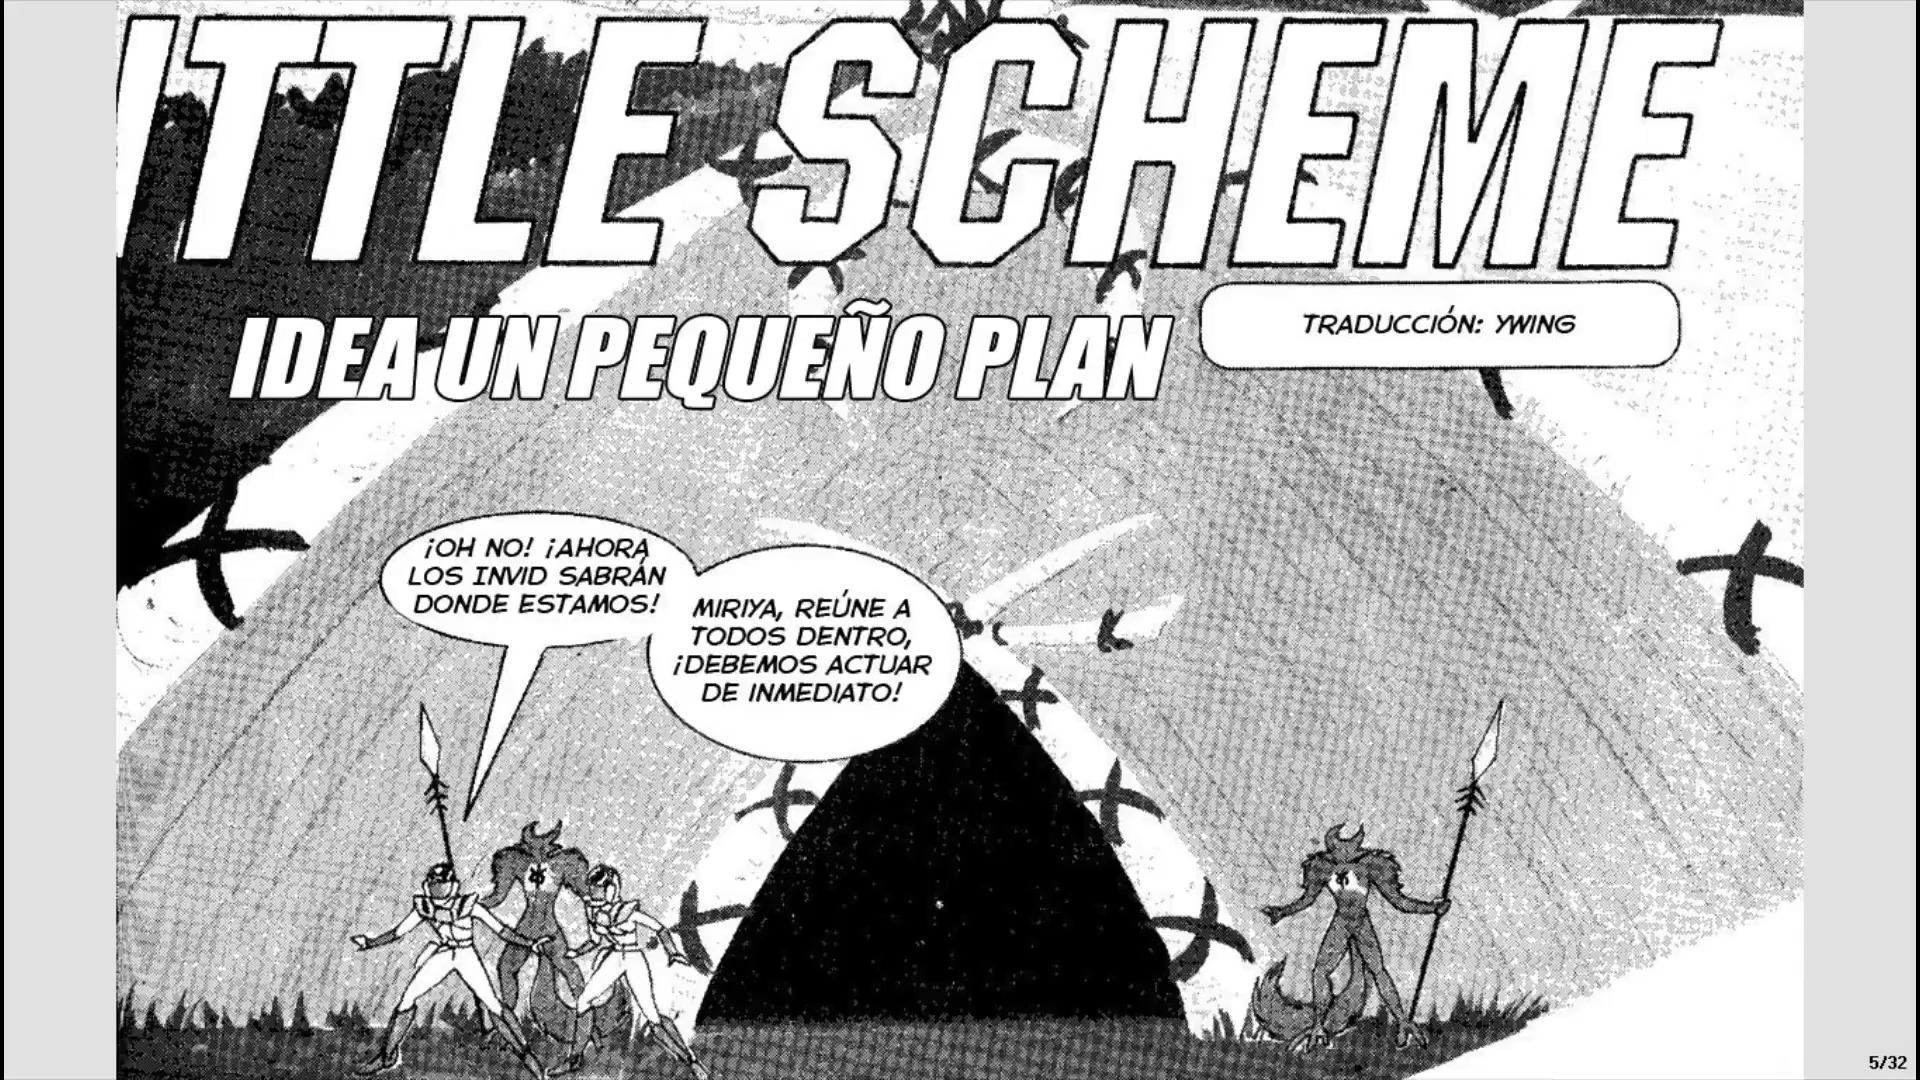 ITTLE SCHEME
IDEA UN PEQUEÑO PLAN
TRADUCCIÓN: YWING
¡OH NO! ¡AHORA
LOS INVID SABRÁN
DONDE ESTAMOS!
MIRIYA, REÚNE A
TODOS DENTRO,
¡DEBEMOS ACTUAR
DE INMEDIATO!
5/32